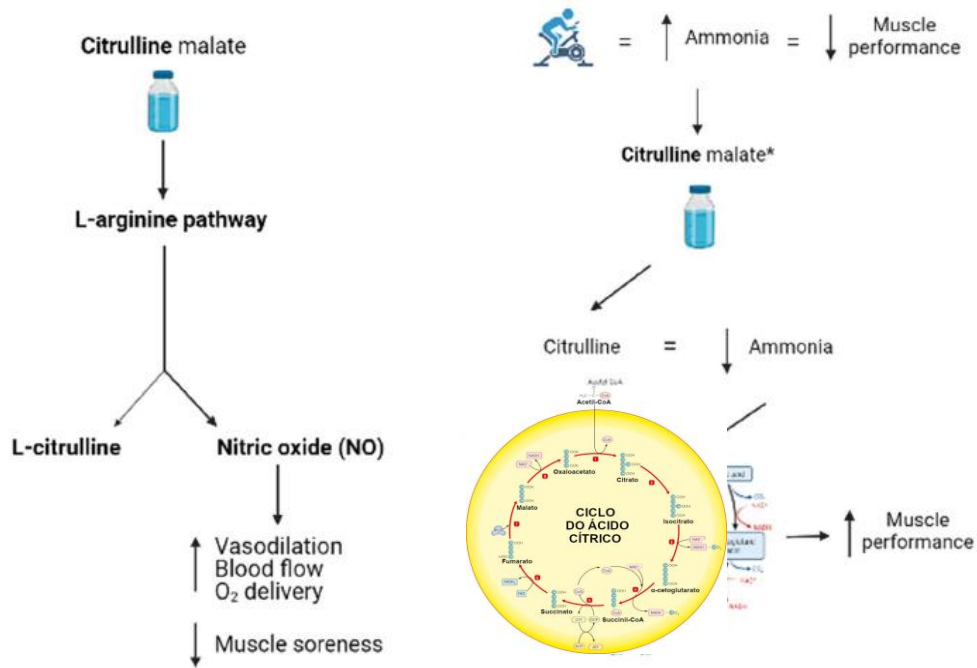 Citrulline malate
L-arginine pathway
L-citrulline
Nitric oxide (NO)
Vasodilation
Blood flow
O₂ delivery
Muscle soreness
= Ammonia =
Muscle
performance
Citrulline malate*
Citrulline = Ammonia
Acetil-CoA
Oxaloacetato
Citrato
Malato
CICLO
DO ÁCIDO
CÍTRICO
Isocitrato
Fumarato
α-cetoglutarato
Succinato
Succinil-CoA
Muscle
performance